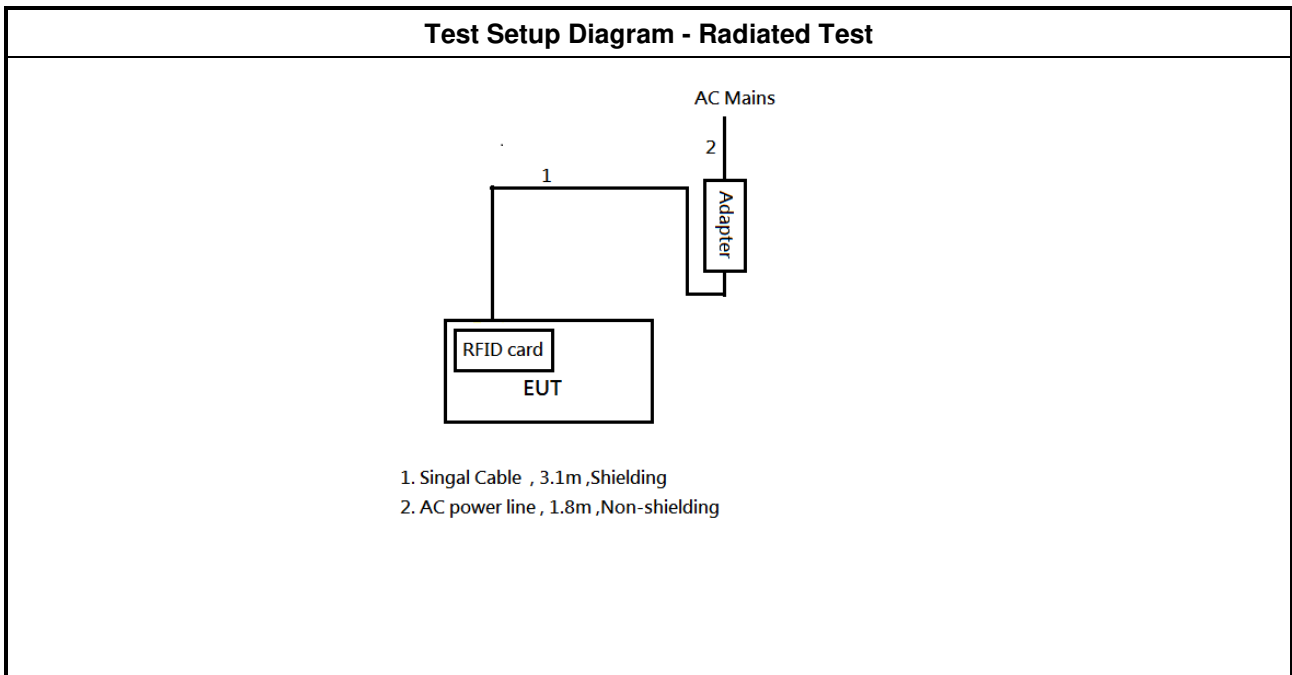 Test Setup Diagram - Radiated Test
AC Mains
2
1
Adapter
RFID card
EUT
1. Singal Cable , 3.1m ,Shielding
2. AC power line , 1.8m ,Non-shielding